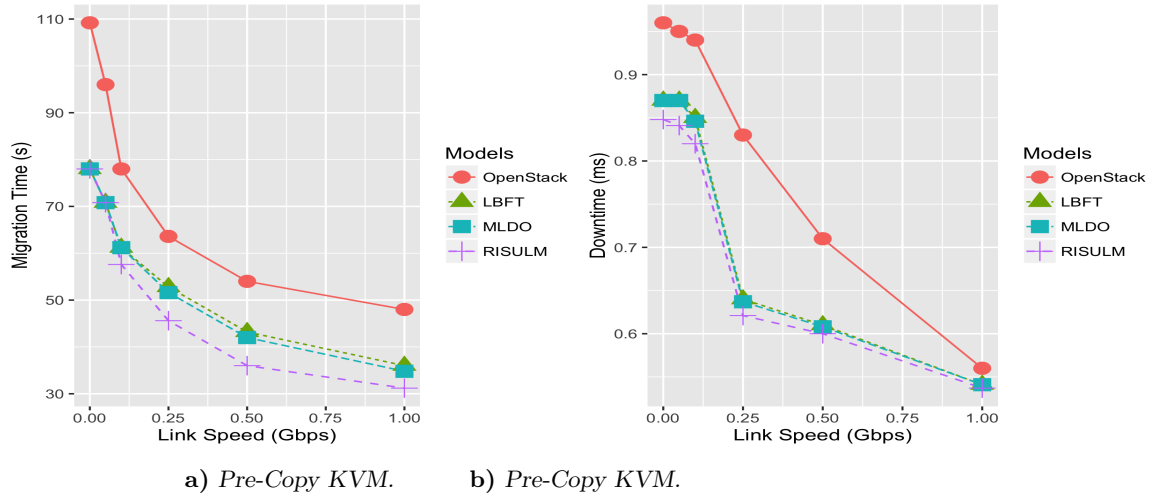 110
90
70
50
30
Migration Time (s)
0.00
0.25
0.50
0.75
1.00
Link Speed (Gbps)
Models
OpenStack
LBFT
MLDO
RISULM
0.9
0.8
0.7
0.6
Downtime (ms)
0.00
0.25
0.50
0.75
1.00
Link Speed (Gbps)
Models
OpenStack
LBFT
MLDO
RISULM
a) Pre-Copy KVM.
b) Pre-Copy KVM.